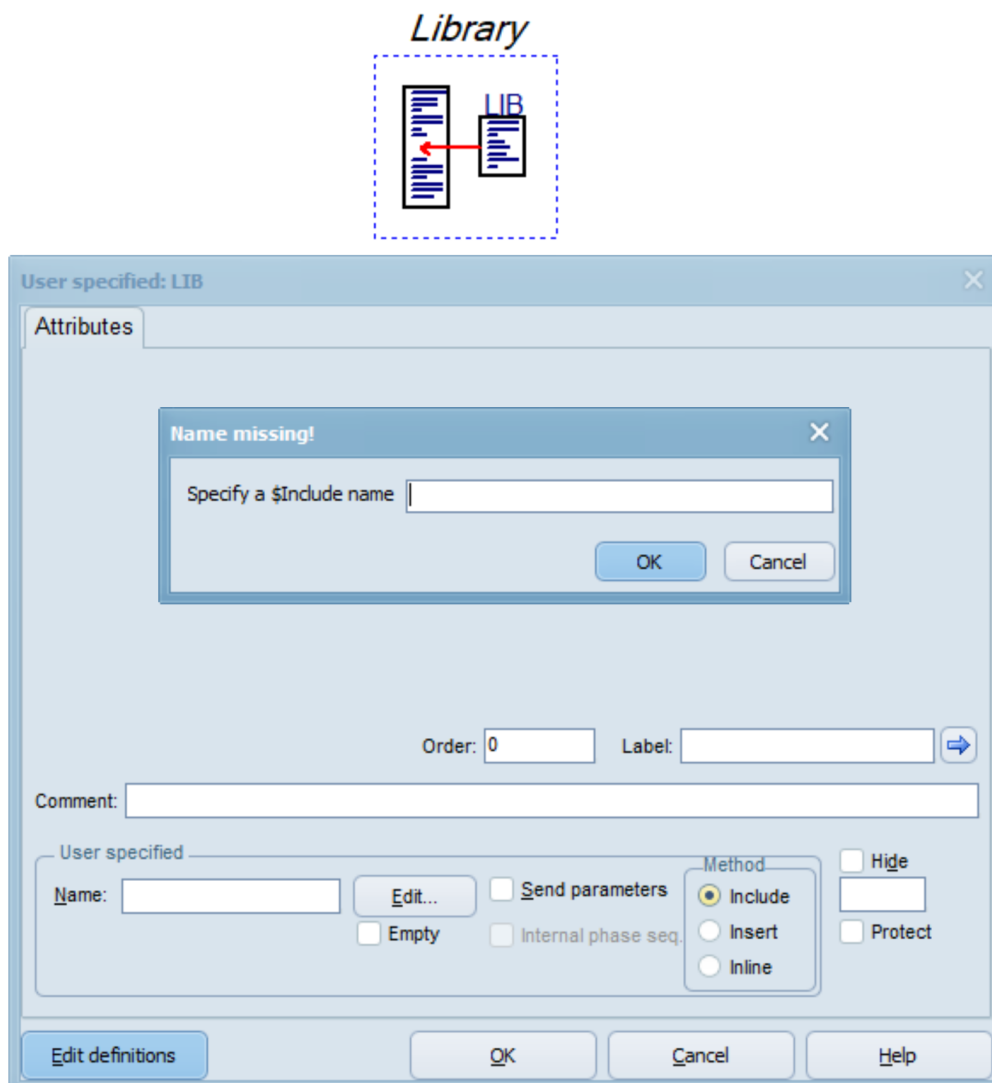 Library
LIB
User specified: LIB
Attributes
Name missing!
Specify a $Include name
OK Cancel
Order: 0 Label:
Comment:
User specified
Name: Edit... Send parameters Method Include Hide
Empty Internal phase seq. Insert Protect
Inline
Edit definitions OK Cancel Help